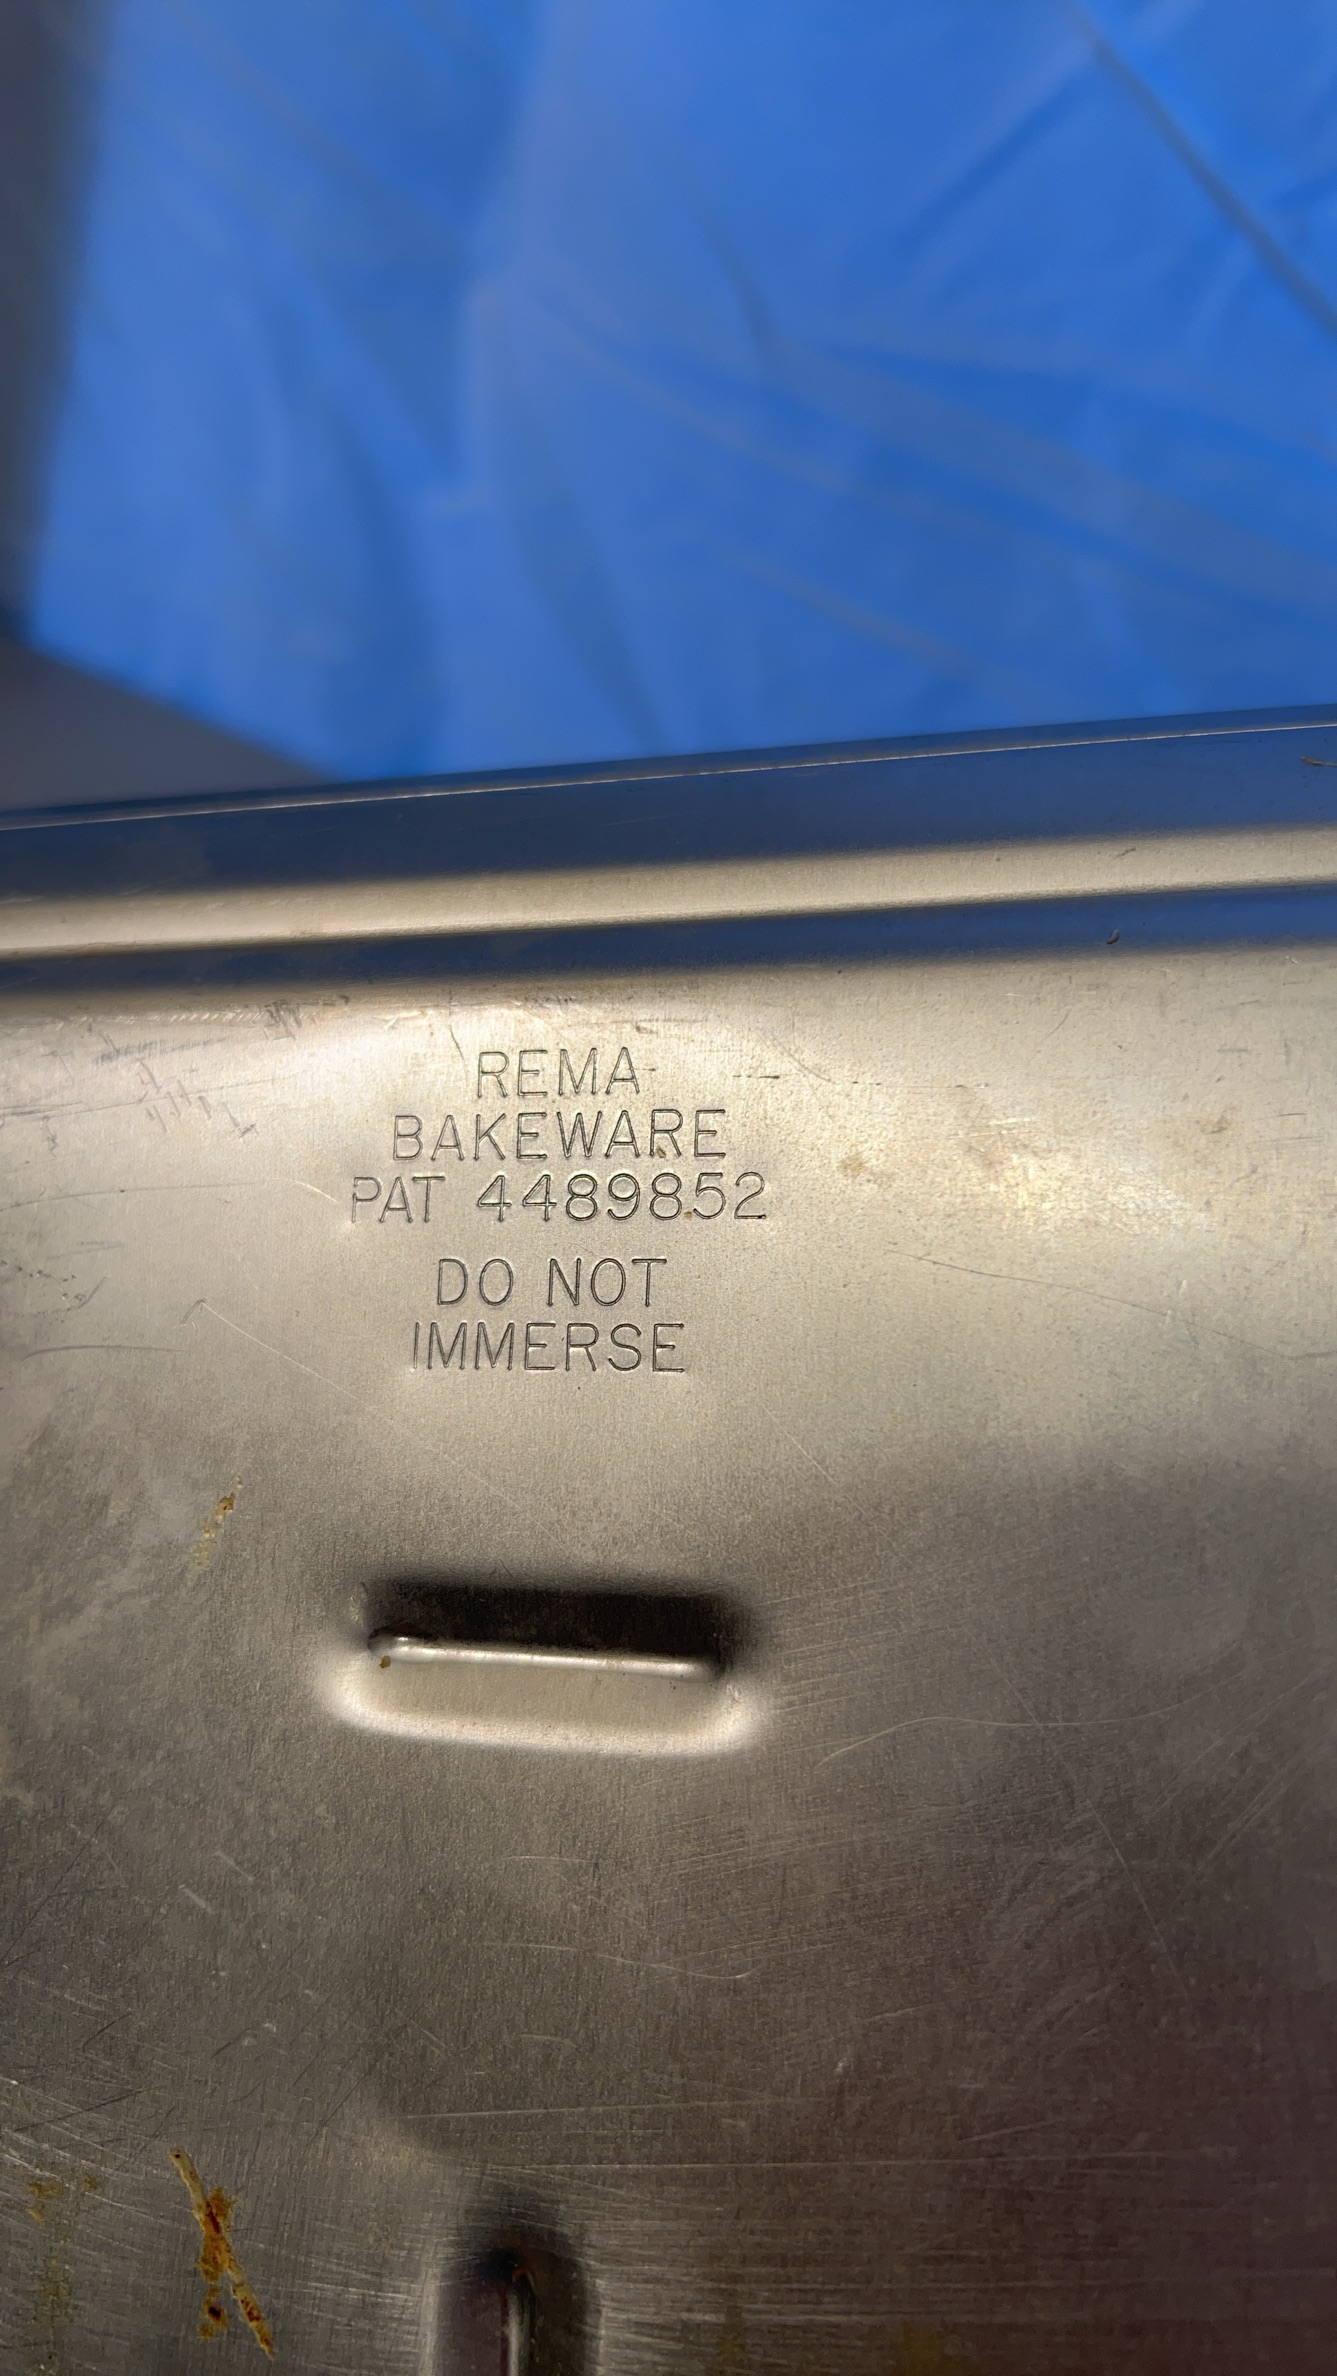 REMA
BAKEWARE
PAT 4489852
DO NOT
IMMERSE